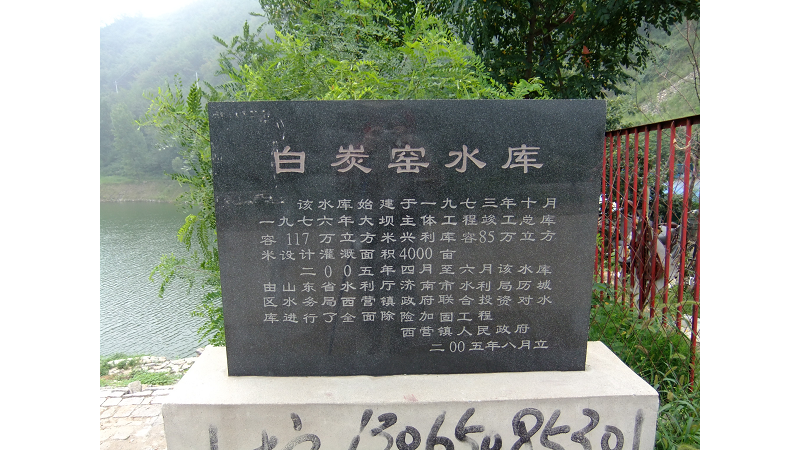 白炭窑水库
该水库始建于一九七三年十月
一九七六年大坝主体工程竣工总库
容117万立方米兴利库容85万立方
米设计灌溉面积4000亩
二00五年四月至六月该水库
由山东省水利厅济南市水利局历城
区水务局西营镇政府联合投资对水
库进行了全面除险加固工程
西营镇人民政府
二00五年八月立
13065085301